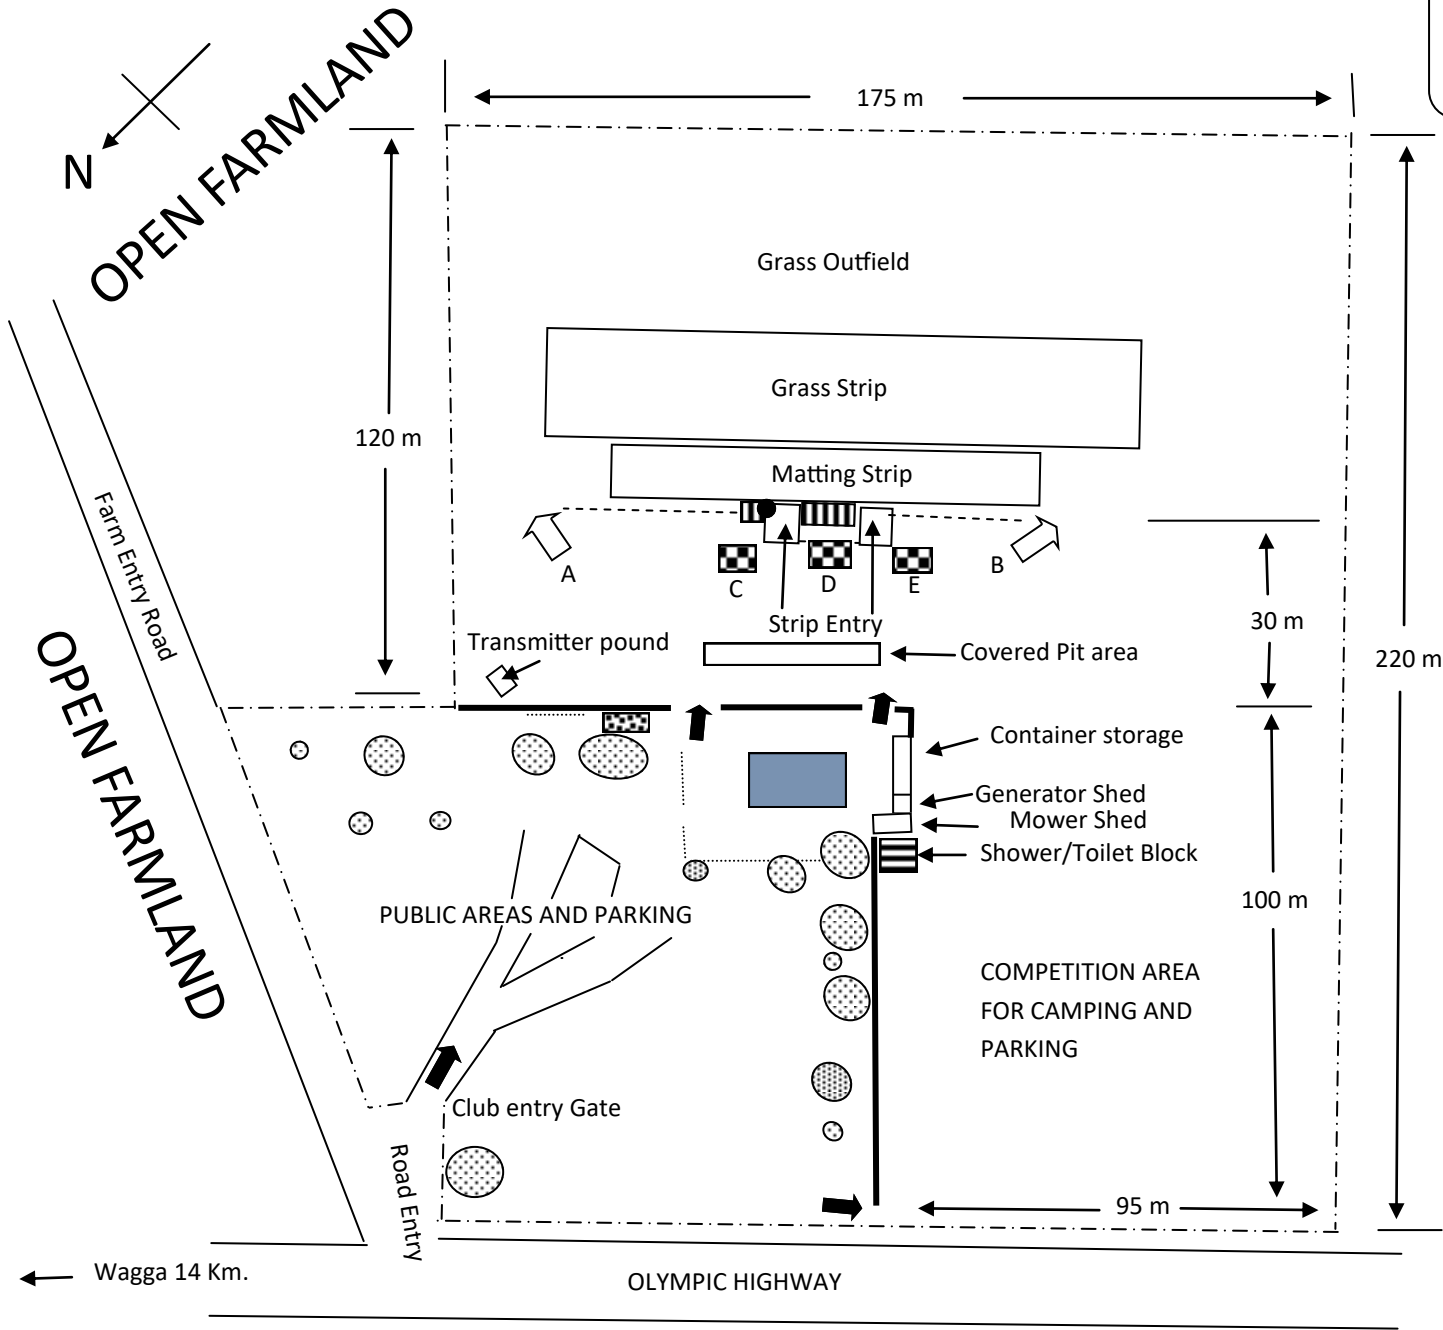 OPEN FARMLAND
N
175 m
Grass Outfield
Grass Strip
120 m
Matting Strip
Farm Entry Road
A
B
C
D
E
Strip Entry
30 m
Transmitter pound
Covered Pit area
220 m
OPEN FARMLAND
Container storage
Generator Shed
Mower Shed
Shower/Toilet Block
100 m
PUBLIC AREAS AND PARKING
COMPETITION AREA
FOR CAMPING AND
PARKING
Club entry Gate
Road Entry
95 m
Wagga 14 Km.
OLYMPIC HIGHWAY